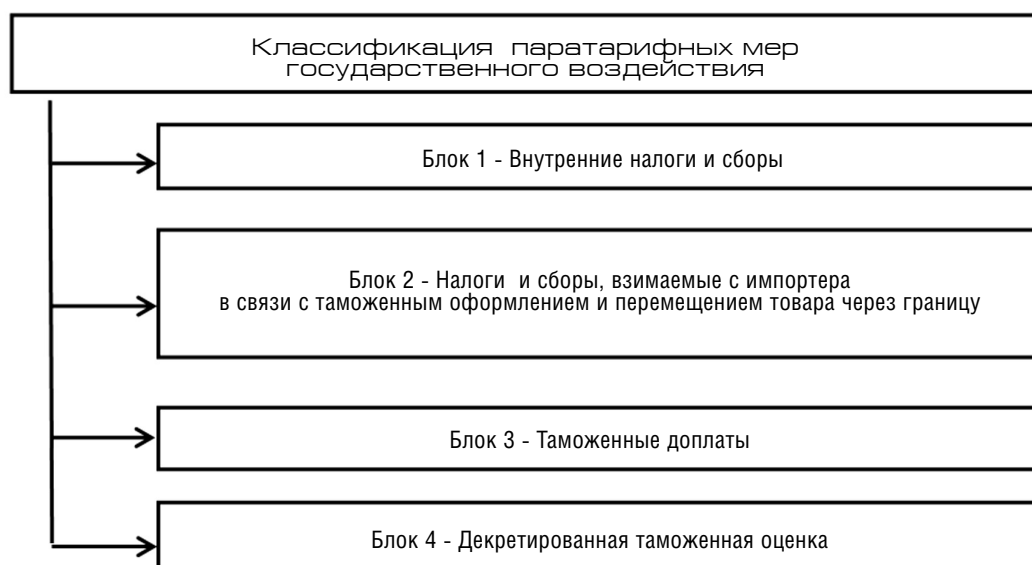 Классификация паратарифных мер
государственного воздействия
Блок 1 - Внутренние налоги и сборы
Блок 2 - Налоги и сборы, взимаемые с импортера
в связи с таможенным оформлением и перемещением товара через границу
Блок 3 - Таможенные доплаты
Блок 4 - Декретированная таможенная оценка